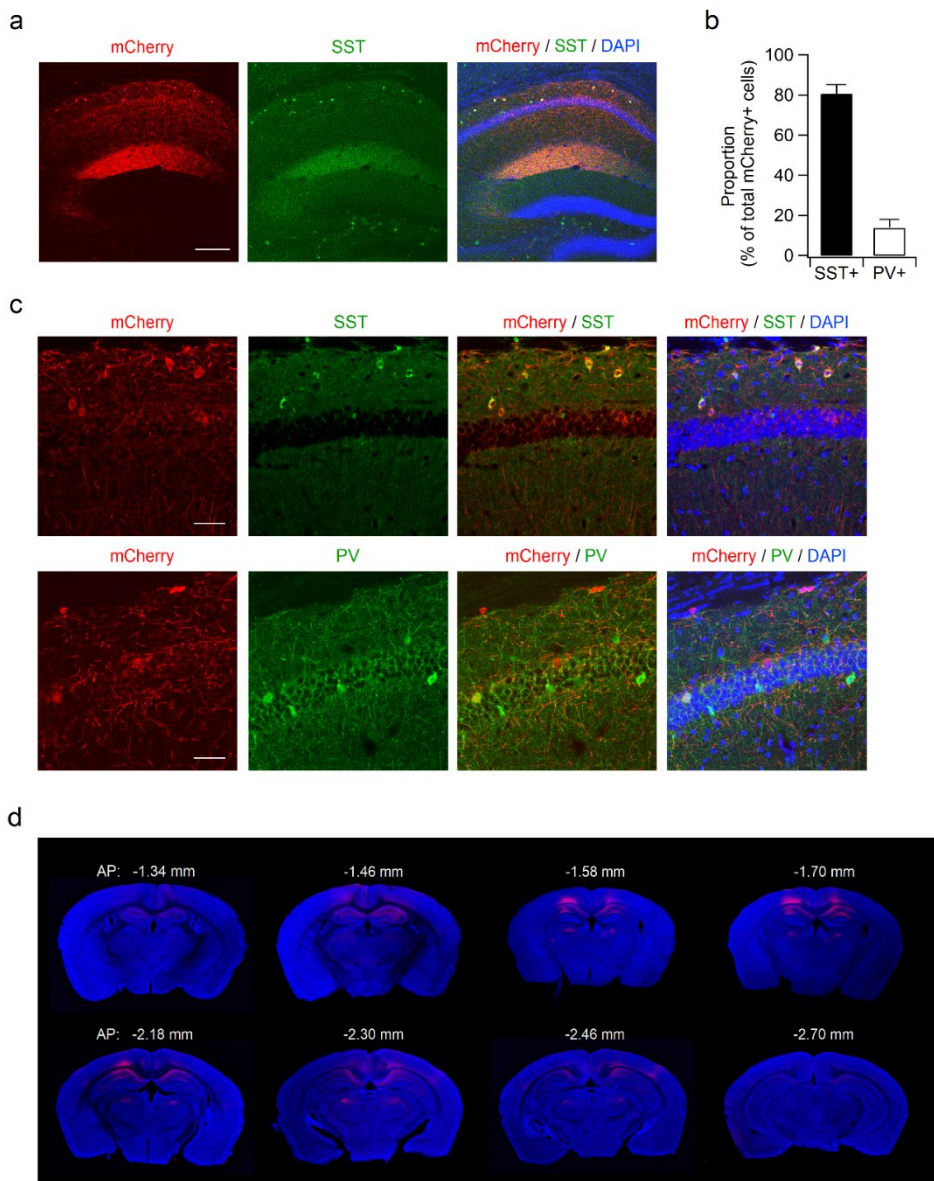 a
mCherry SST mCherry / SST / DAPI
b
Proportion
(% of total mCherry+ cells)
100
80
60
40
20
0
SST+ PV+
c
mCherry SST mCherry / SST mCherry / SST / DAPI
mCherry PV mCherry / PV mCherry / PV / DAPI
d
AP: -1.34 mm -1.46 mm -1.58 mm -1.70 mm
AP: -2.18 mm -2.30 mm -2.46 mm -2.70 mm